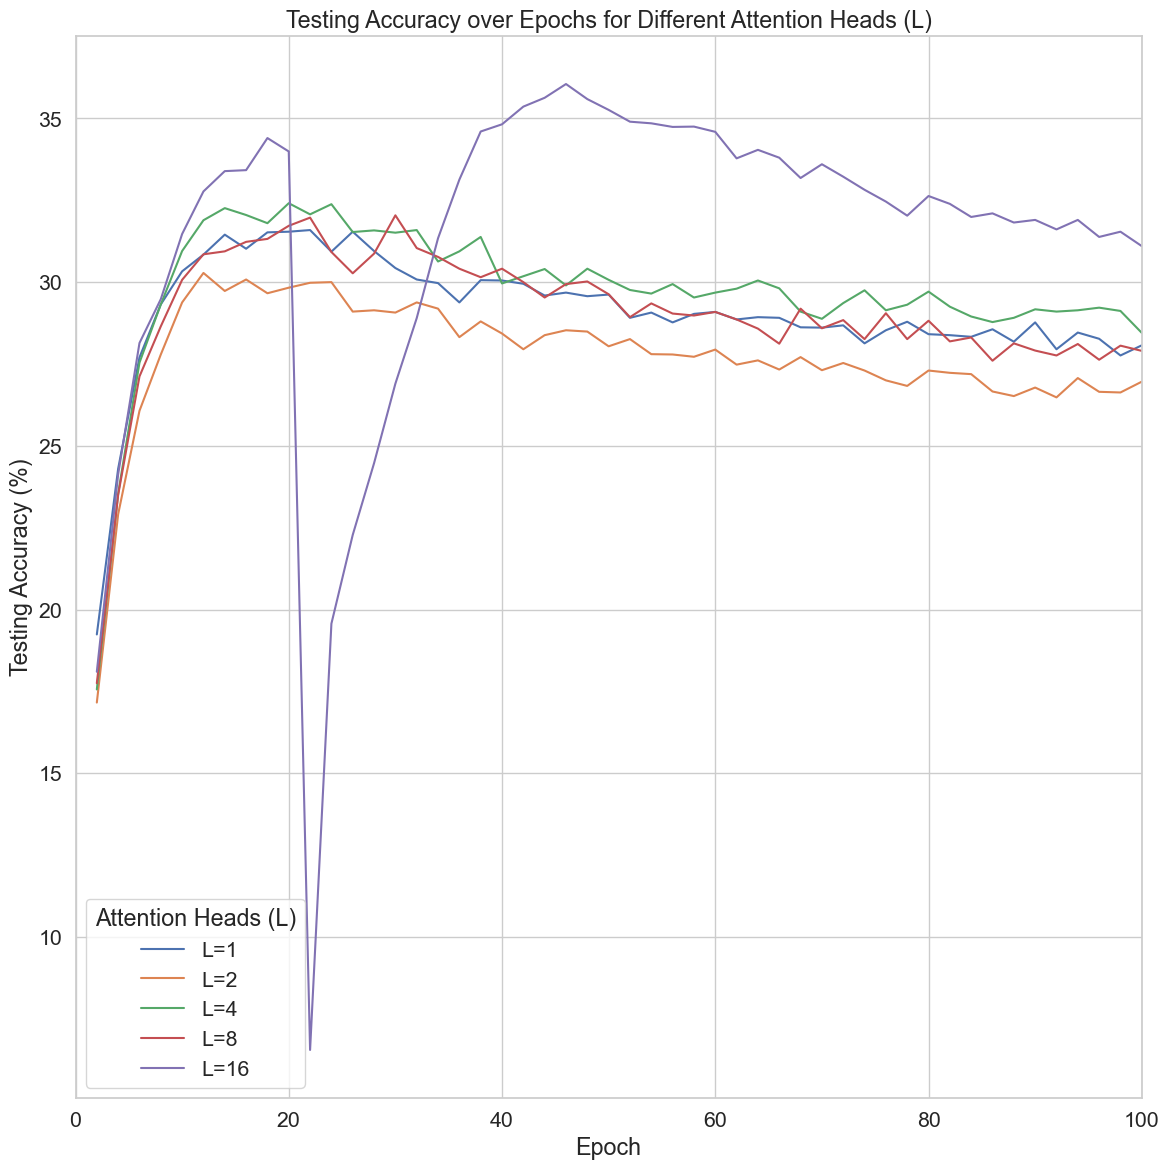 Testing Accuracy over Epochs for Different Attention Heads (L)
35
30
25
20
15
10
Testing Accuracy (%)
Attention Heads (L)
L=1
L=2
L=4
L=8
L=16
0
20
40
60
80
100
Epoch